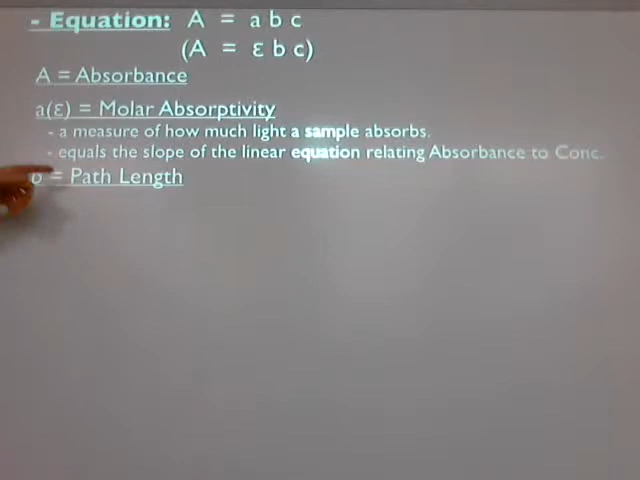 - Equation: A = a b c
(A = ε b c)
A = Absorbance
a(ε) = Molar Absorptivity
- a measure of how much light a sample absorbs.
- equals the slope of the linear equation relating Absorbance to Conc.
b = Path Length